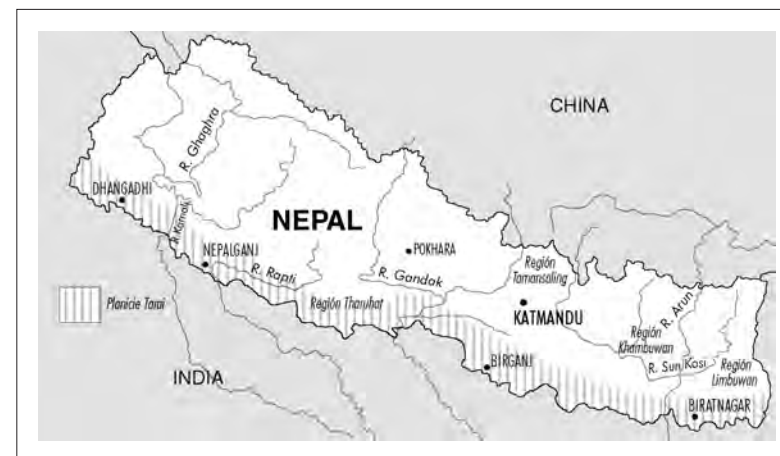 CHINA
R. Ghaghra
DHANGADHI
R. Karnali
NEPAL
NEPALGANJ
POKHARA
R. Rapti
R. Gandak
Región
Tamansaling
Planicie Tarai
Región Tharuhat
KATMANDU
R. Arun
Región
Khambuwan
BIRGANJ
R. Sun Kosi
Región
Limbuwan
INDIA
BIRATNAGAR